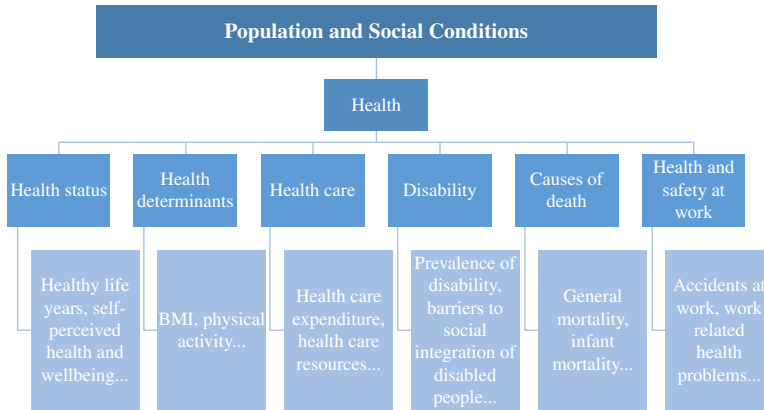 Population and Social Conditions
Health
Health status
Health
determinants
Health care
Disability
Causes of
death
Health and
safety at
work
Healthy life
years, self-
perceived
health and
wellbeing...
BMI, physical
activity...
Health care
expenditure,
health care
resources...
Prevalence of
disability,
barriers to
social
integration of
disabled
people...
General
mortality,
infant
mortality...
Accidents at
work, work
related
health
problems...